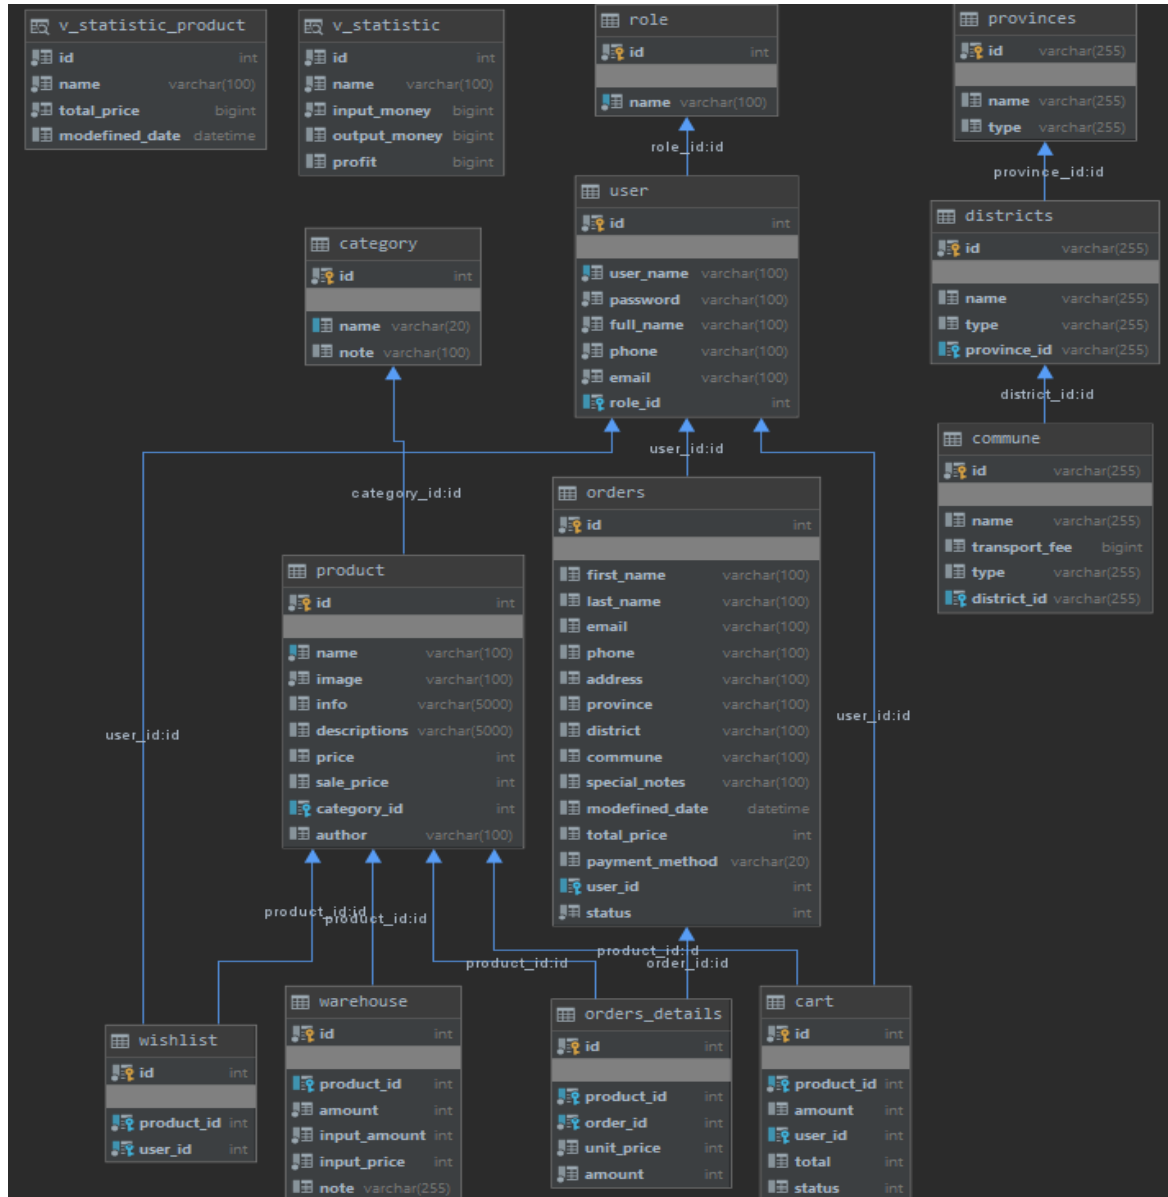 v_statistic_product
id int
name varchar(100)
total_price bigint
modefined_date datetime
v_statistic
id int
name varchar(100)
input_money bigint
output_money bigint
profit bigint
role
id int
name varchar(100)
provinces
id varchar(255)
name varchar(255)
type varchar(255)
role_id:id
province_id:id
user
id int
user_name varchar(100)
password varchar(100)
full_name varchar(100)
phone varchar(100)
email varchar(100)
role_id int
districts
id varchar(255)
name varchar(255)
type varchar(255)
province_id varchar(255)
category
id int
name varchar(20)
note varchar(100)
district_id:id
user_id:id
category_id:id
commune
id varchar(255)
name varchar(255)
transport_fee bigint
type varchar(255)
district_id varchar(255)
orders
id int
first_name varchar(100)
last_name varchar(100)
email varchar(100)
phone varchar(100)
address varchar(100)
province varchar(100)
district varchar(100)
commune varchar(100)
special_notes varchar(100)
modefined_date datetime
total_price int
payment_method varchar(20)
user_id int
status int
product
id int
name varchar(100)
image varchar(100)
info varchar(5000)
descriptions varchar(5000)
price int
sale_price int
category_id int
author varchar(100)
user_id:id
user_id:id
product_id:id
product_id:id
product_id:id
product_id:id
order_id:id
wishlist
id int
product_id int
user_id int
warehouse
id int
product_id int
amount int
input_amount int
input_price int
note varchar(255)
orders_details
id int
product_id int
order_id int
unit_price int
amount int
cart
id int
product_id int
amount int
user_id int
total int
status int